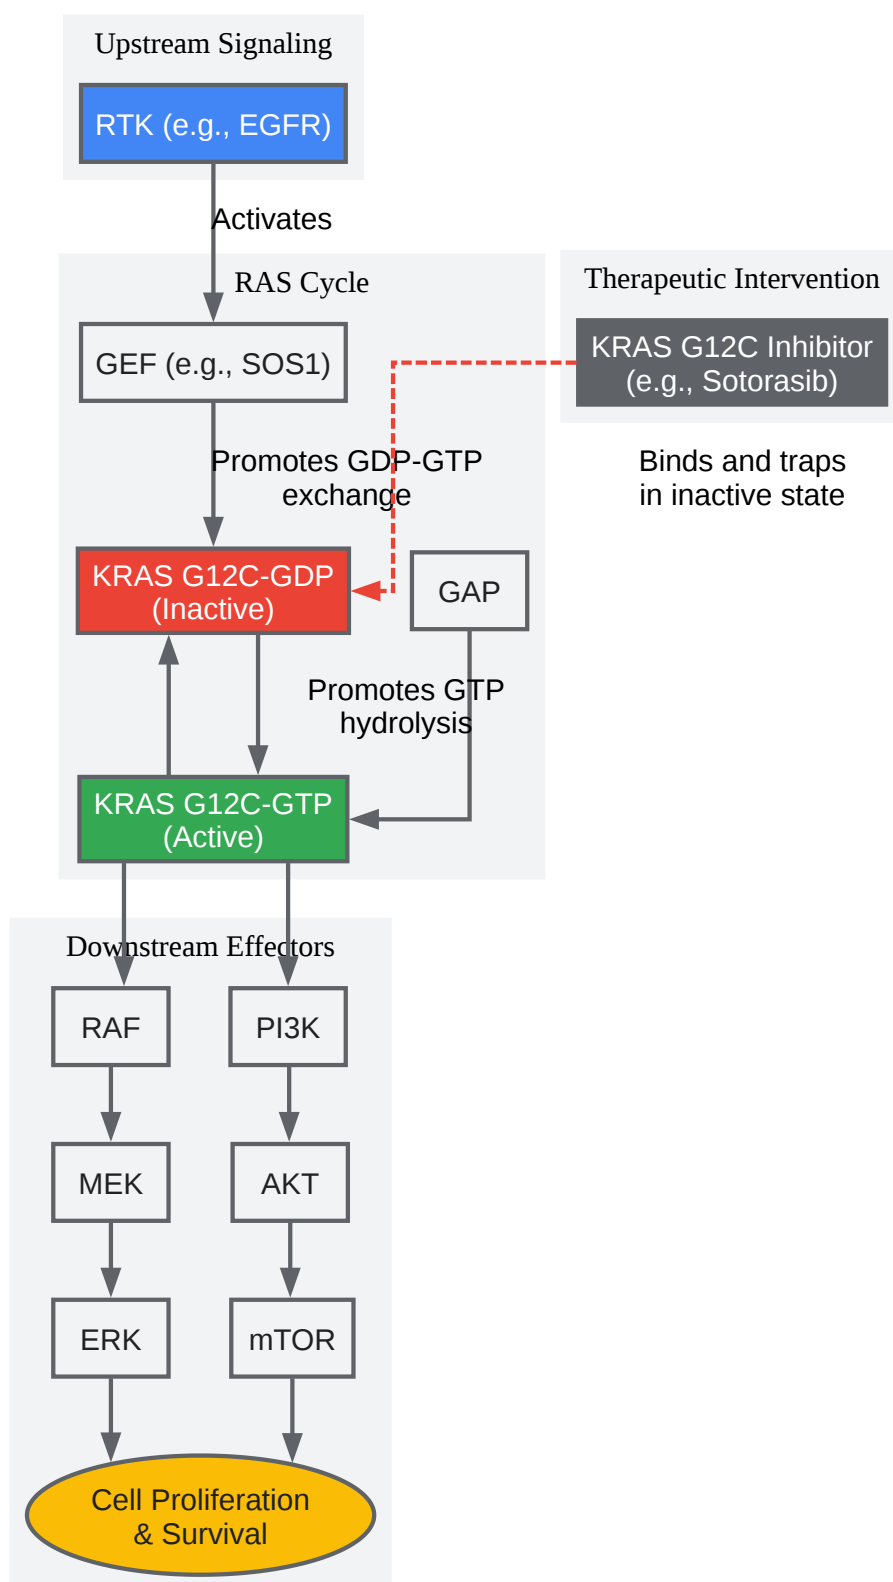 Upstream Signaling
RTK (e.g., EGFR)
Activates
RAS Cycle
Therapeutic Intervention
GEF (e.g., SOS1)
KRAS G12C Inhibitor
(e.g., Sotorasib)
Promotes GDP-GTP
exchange
Binds and traps
in inactive state
KRAS G12C-GDP
(Inactive)
GAP
Promotes GTP
hydrolysis
KRAS G12C-GTP
(Active)
Downstream Effectors
RAF
PI3K
MEK
AKT
ERK
mTOR
Cell Proliferation
& Survival